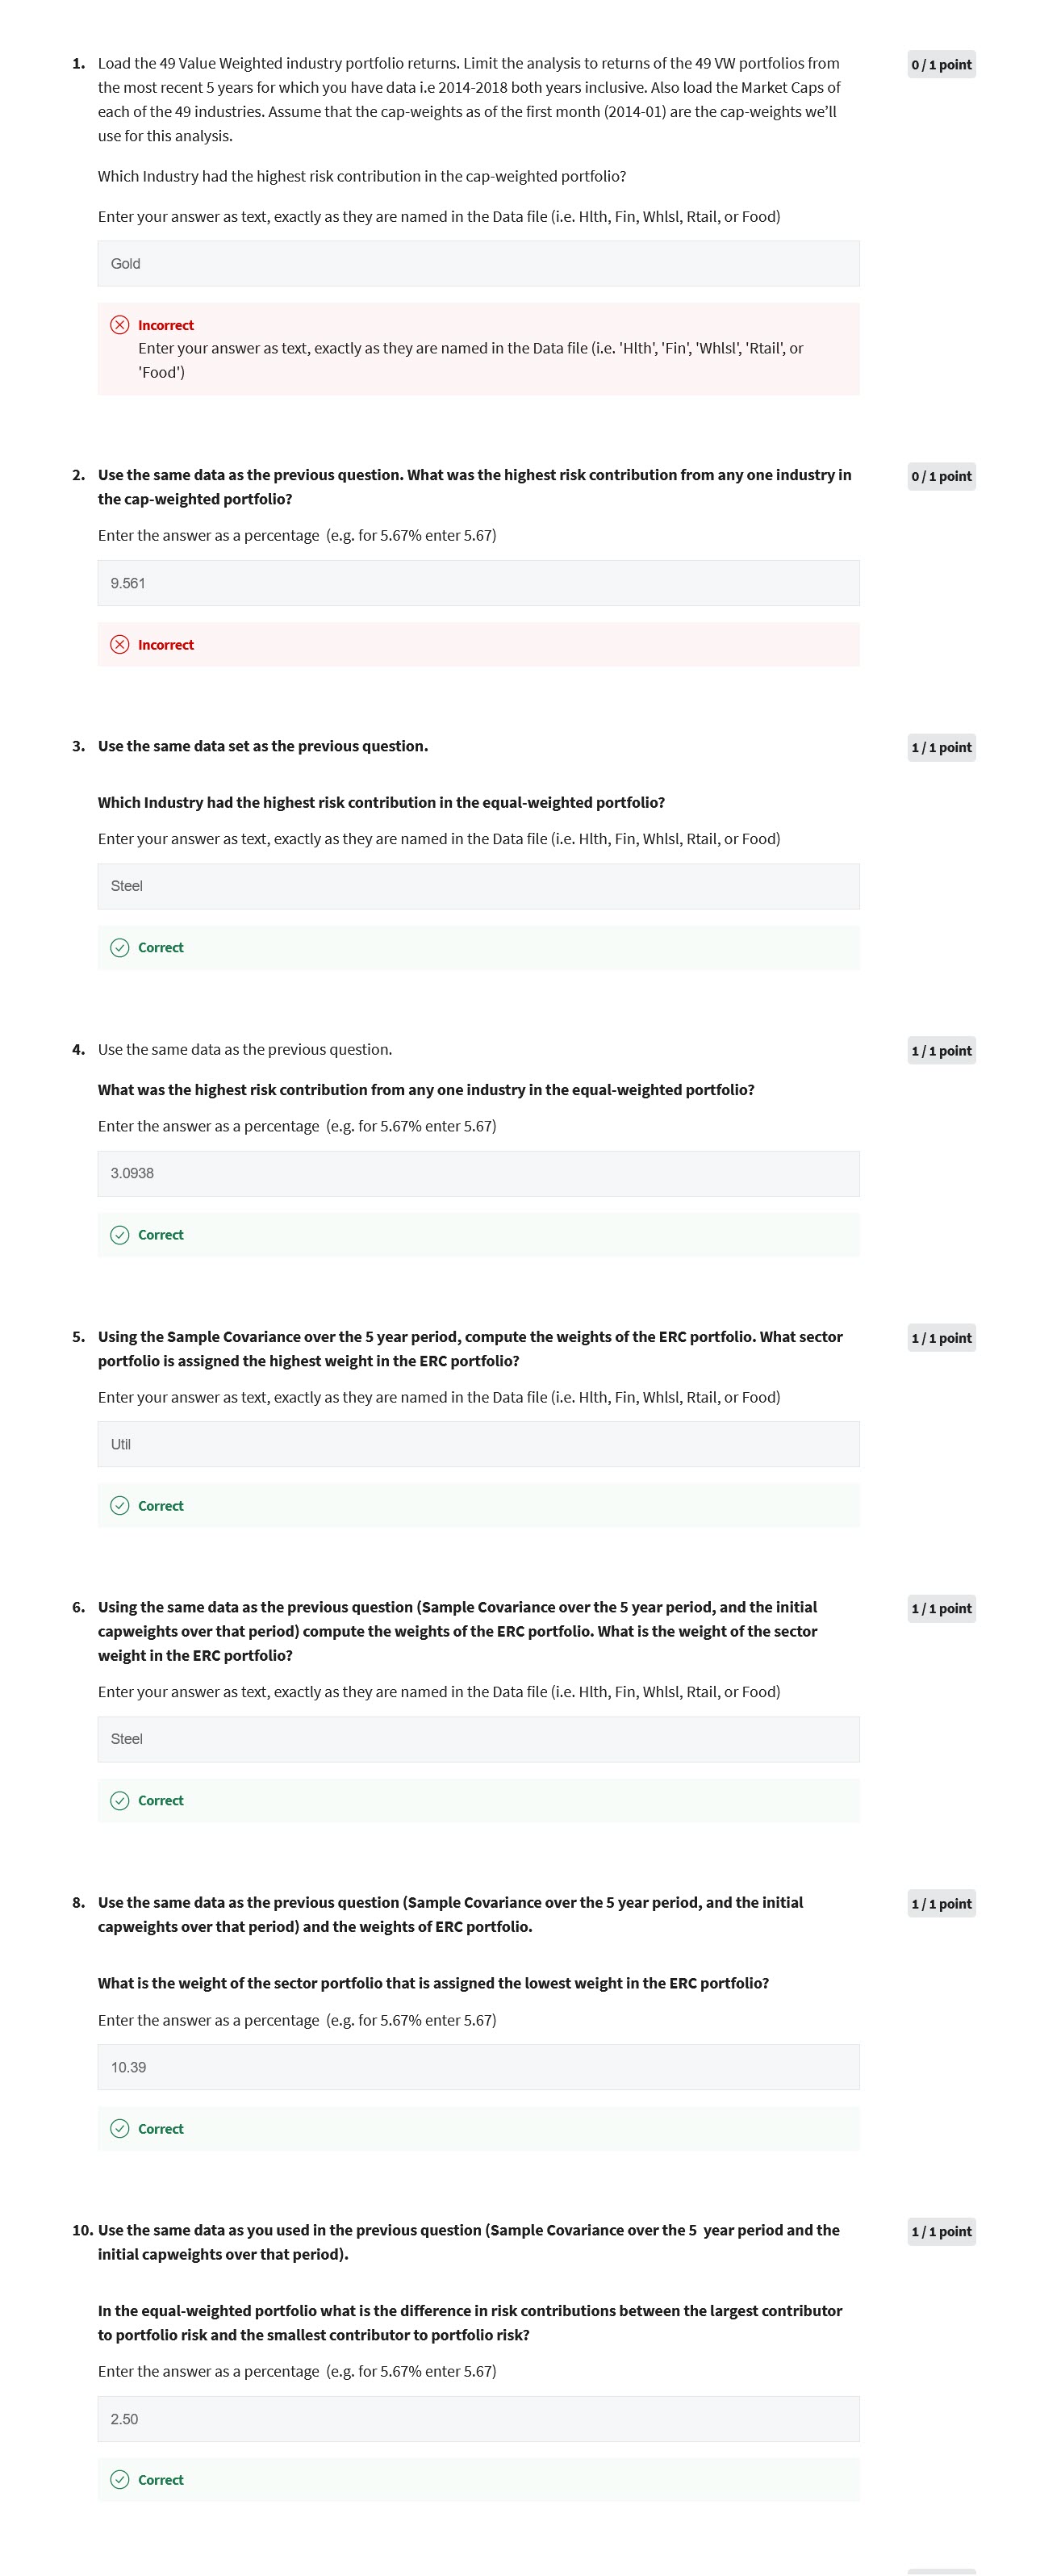 1. Load the 49 Value Weighted industry portfolio returns. Limit the analysis to returns of the 49 VW portfolios from
0 / 1 point
the most recent 5 years for which you have data i.e 2014-2018 both years inclusive. Also load the Market Caps of
each of the 49 industries. Assume that the cap-weights as of the first month (2014-01) are the cap-weights we'll
use for this analysis.
Which Industry had the highest risk contribution in the cap-weighted portfolio?
Enter your answer as text, exactly as they are named in the Data file (i.e. Hlth, Fin, Whlsl, Rtail, or Food)
Gold
Incorrect
Enter your answer as text, exactly as they are named in the Data file (i.e. 'Hlth', 'Fin', 'Whlsl', 'Rtail', or
'Food')
2. Use the same data as the previous question. What was the highest risk contribution from any one industry in
0 / 1 point
the cap-weighted portfolio?
Enter the answer as a percentage (e.g. for 5.67% enter 5.67)
9.561
Incorrect
3. Use the same data set as the previous question.
1 / 1 point
Which Industry had the highest risk contribution in the equal-weighted portfolio?
Enter your answer as text, exactly as they are named in the Data file (i.e. Hlth, Fin, Whlsl, Rtail, or Food)
Steel
Correct
4. Use the same data as the previous question.
1 / 1 point
What was the highest risk contribution from any one industry in the equal-weighted portfolio?
Enter the answer as a percentage (e.g. for 5.67% enter 5.67)
3.0938
Correct
5. Using the Sample Covariance over the 5 year period, compute the weights of the ERC portfolio. What sector
1 / 1 point
portfolio is assigned the highest weight in the ERC portfolio?
Enter your answer as text, exactly as they are named in the Data file (i.e. Hlth, Fin, Whlsl, Rtail, or Food)
Util
Correct
6. Using the same data as the previous question (Sample Covariance over the 5 year period, and the initial
1 / 1 point
capweights over that period) compute the weights of the ERC portfolio. What is the weight of the sector
weight in the ERC portfolio?
Enter your answer as text, exactly as they are named in the Data file (i.e. Hlth, Fin, Whlsl, Rtail, or Food)
Steel
Correct
8. Use the same data as the previous question (Sample Covariance over the 5 year period, and the initial
1 / 1 point
capweights over that period) and the weights of ERC portfolio.
What is the weight of the sector portfolio that is assigned the lowest weight in the ERC portfolio?
Enter the answer as a percentage (e.g. for 5.67% enter 5.67)
10.39
Correct
10. Use the same data as you used in the previous question (Sample Covariance over the 5 year period and the
1 / 1 point
initial capweights over that period).
In the equal-weighted portfolio what is the difference in risk contributions between the largest contributor
to portfolio risk and the smallest contributor to portfolio risk?
Enter the answer as a percentage (e.g. for 5.67% enter 5.67)
2.50
Correct